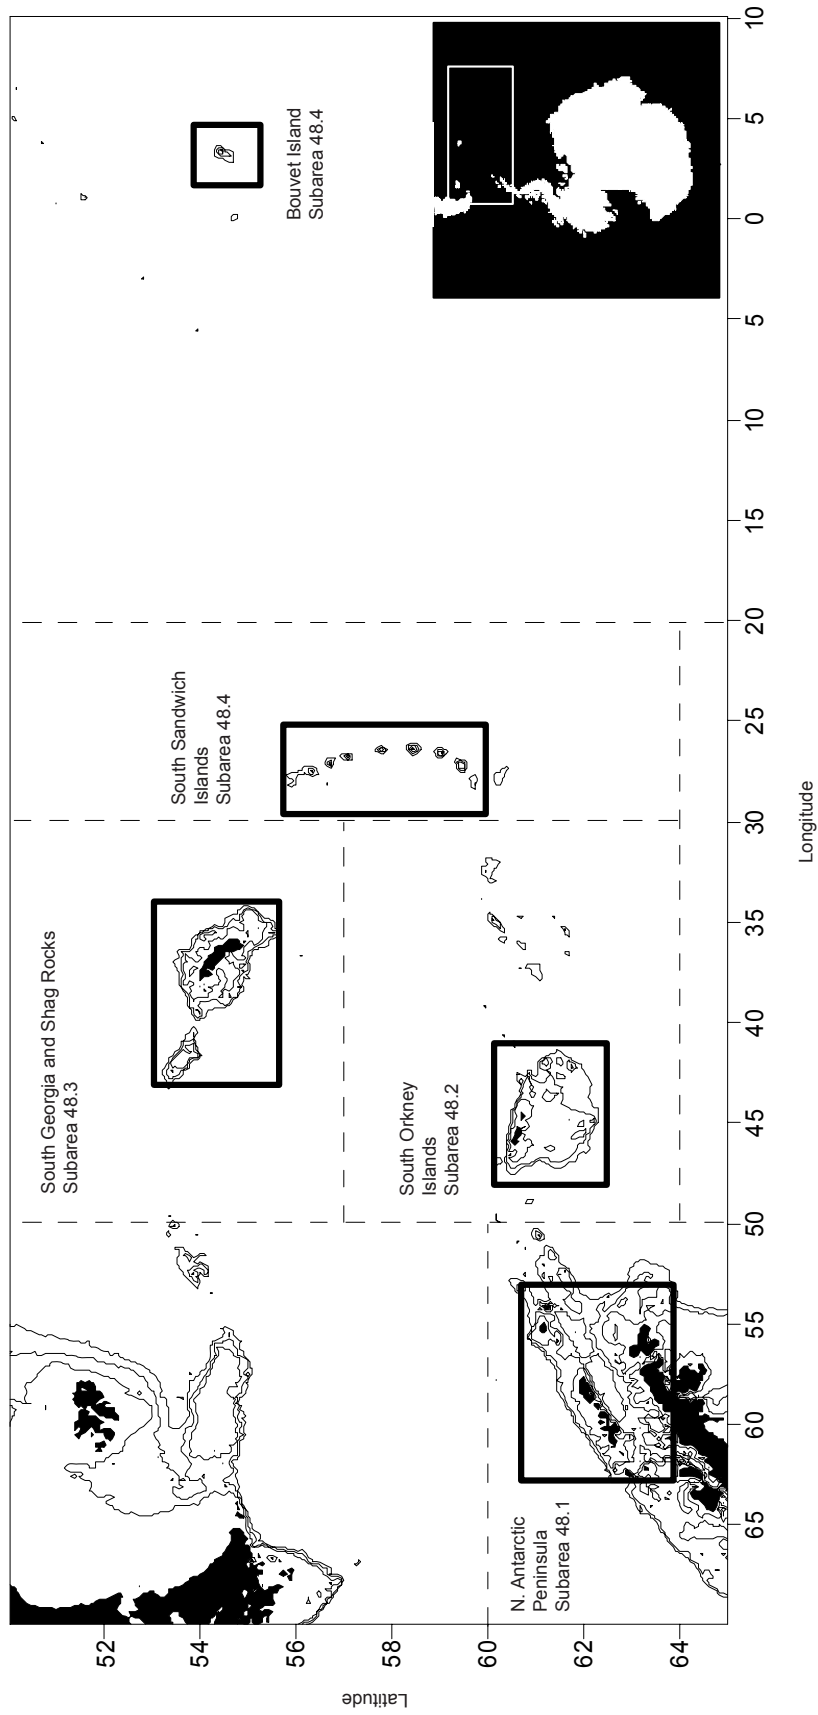 South Georgia and Shag Rocks
Subarea 48.3
South Sandwich
Islands
Subarea 48.4
Bouvet Island
Subarea 48.4
South Orkney
Islands
Subarea 48.2
N. Antarctic
Peninsula
Subarea 48.1
Latitude
52
54
56
58
60
62
64
65
60
55
50
45
40
35
30
25
20
15
10
5
0
5
10
Longitude